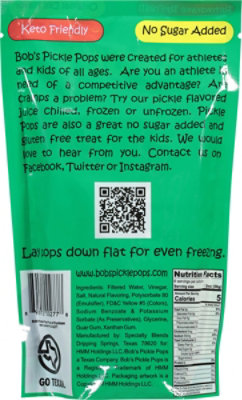 Keto Friendly
No Sugar Added
Bob's Pickle Pops were created for athletes
and kids of all ages. Are you an athlete in
need of a competitive advantage? Are
cramps a problem? Try our pickle flavored
juice chilled, frozen or unfrozen. Pickle
Pops are also a great no sugar added and
gluten free treat for the kids. We would
love to hear from you. Contact us on
Facebook, Twitter or Instagram.
Lay pops down flat for even freezing.
www.bobspicklepops.com
Ingredients: Filtered Water, Vinegar,
Salt, Natural Flavoring, Polysorbate 80
(Emulsifier), FD&C Yellow #5 (Colors),
Sodium Benzoate & Potassium
Sorbate (As Preservatives), Glycerine,
Guar Gum, Xanthan Gum.
Manufactured by Specialty Blends
Dripping Springs, Texas 78620 for:
HMM Holdings LLC. Bob's Pickle Pops
a Texas Company. Bob's Pickle Pops is
a Registered Trademark of HMM
Holdings LLC. Packaging artwork is a
Copyright of HMM Holdings LLC.
GO TEXAN
Nutrition Facts
Calories 5